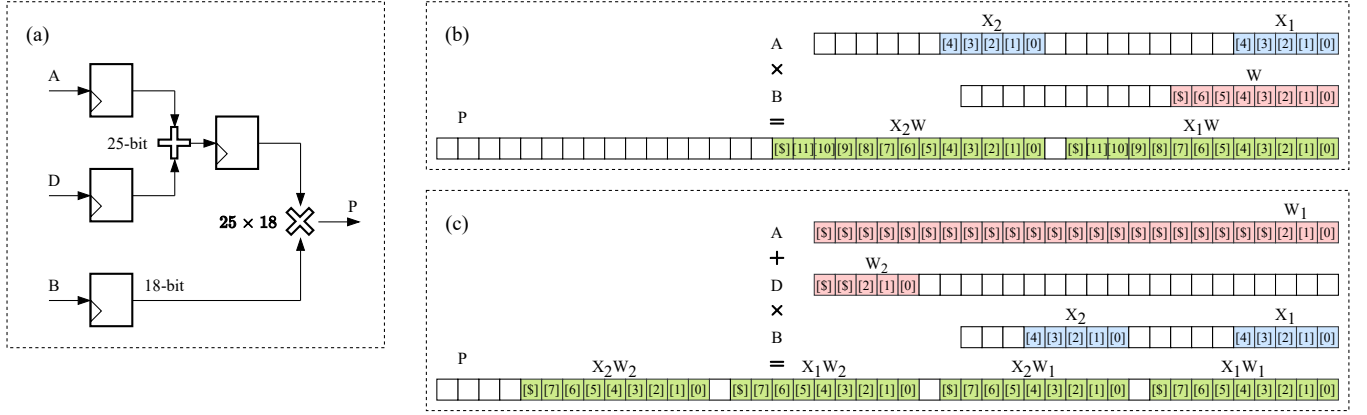 (a)
A
25-bit
D
25 × 18
P
B
18-bit
(b)
X2 X1
A [4] [3] [2] [1] [0] [4] [3] [2] [1] [0]
×
W
B [$] [6] [5] [4] [3] [2] [1] [0]
=
P X2W X1W
[$] [11] [10] [9] [8] [7] [6] [5] [4] [3] [2] [1] [0] [$] [11] [10] [9] [8] [7] [6] [5] [4] [3] [2] [1] [0]
(c)
W1
A [$] [$] [$] [$] [$] [$] [$] [$] [$] [$] [$] [$] [$] [$] [$] [$] [$] [$] [$] [$] [$] [$] [2] [1] [0]
+
W2
D [$] [$] [2] [1] [0]
×
X2 X1
B [4] [3] [2] [1] [0] [4] [3] [2] [1] [0]
=
P X2W2 X1W2 X2W1 X1W1
[$] [7] [6] [5] [4] [3] [2] [1] [0] [$] [7] [6] [5] [4] [3] [2] [1] [0] [$] [7] [6] [5] [4] [3] [2] [1] [0] [$] [7] [6] [5] [4] [3] [2] [1] [0]